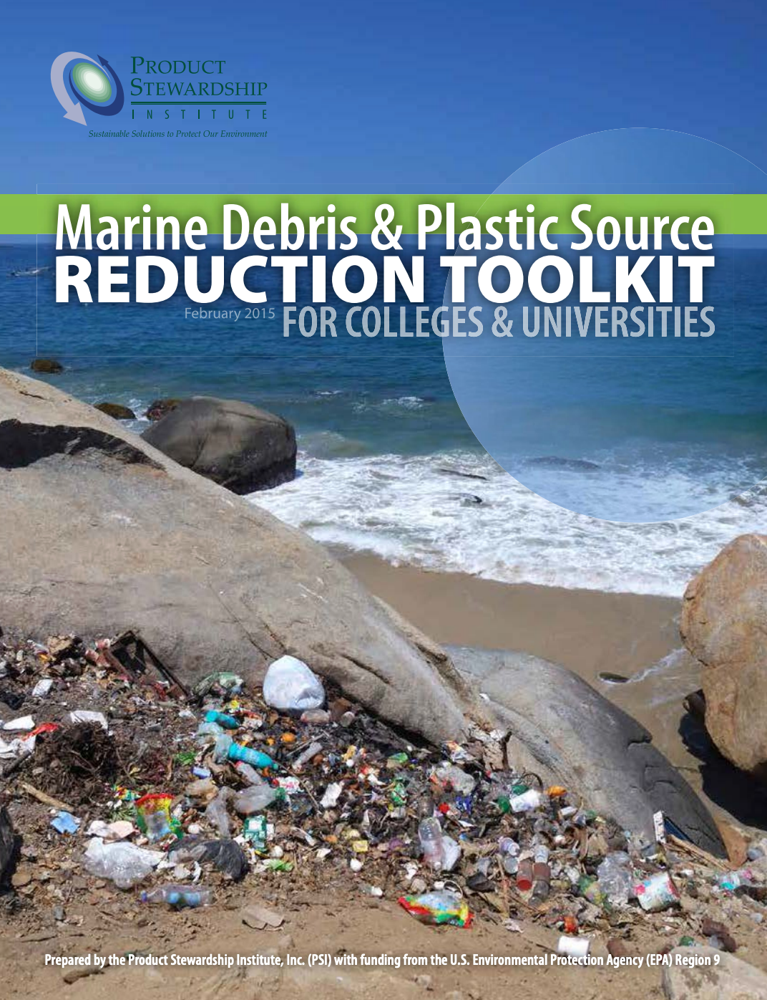 PRODUCT
STEWARDSHIP
INSTITUTE
Sustainable Solutions to Protect Our Environment
Marine Debris & Plastic Source
REDUCTION TOOLKIT
February 2015 FOR COLLEGES & UNIVERSITIES
Prepared by the Product Stewardship Institute, Inc. (PSI) with funding from the U.S. Environmental Protection Agency (EPA) Region 9